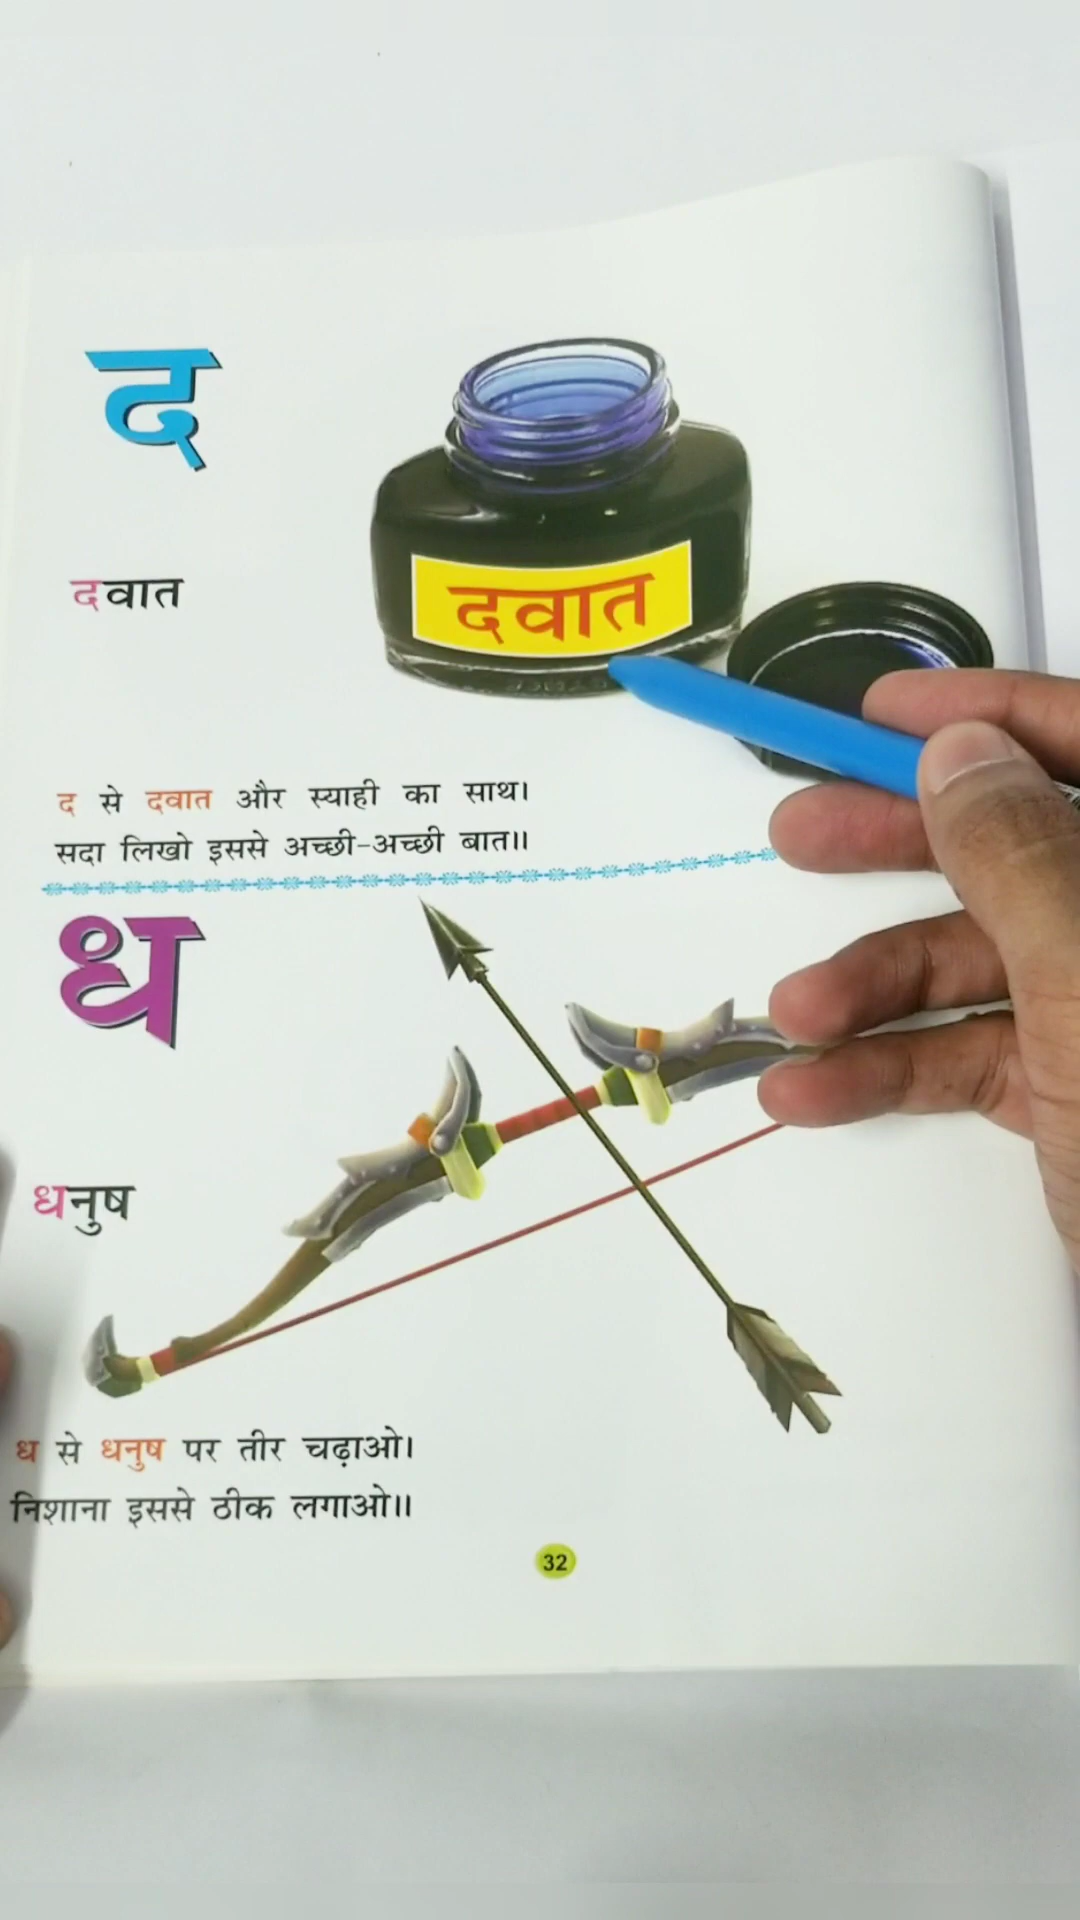 द
दवात
दवात
द से दवात और स्याही का साथ।
सदा लिखो इससे अच्छी-अच्छी बात॥
ध
धनुष
ध से धनुष पर तीर चढ़ाओ।
निशाना इससे ठीक लगाओ॥
32